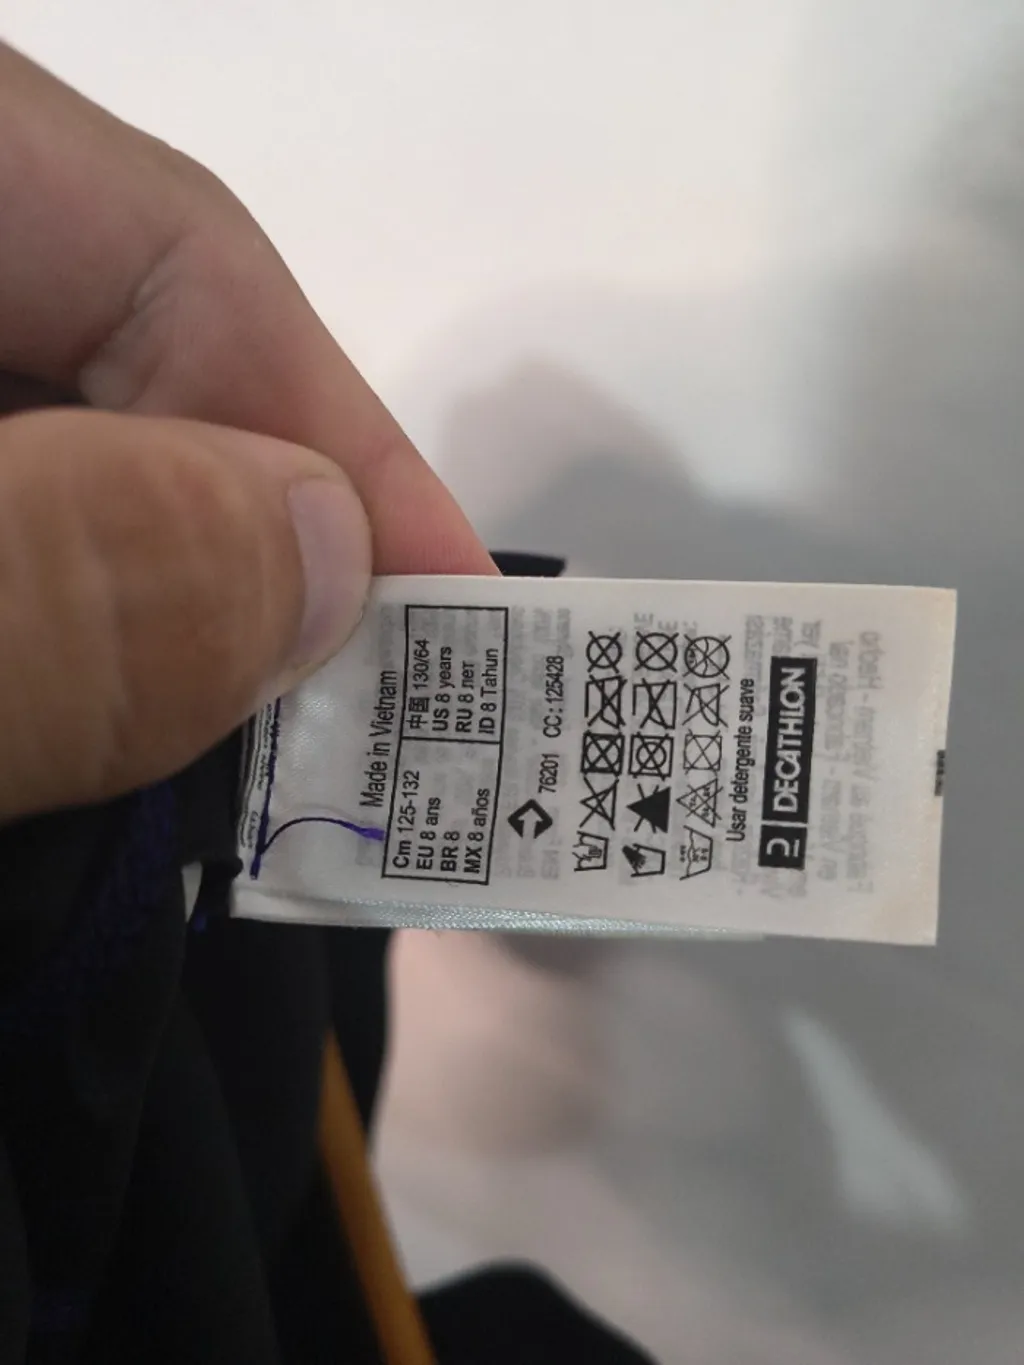 Made in Vietnam
Cm 125-132
中国 130/64
EU 8 ans
US 8 years
BR 8
RU 8 лет
MX 8 años
ID 8 Tahun
76201 CC: 125428
Usar detergente suave
DECATHLON